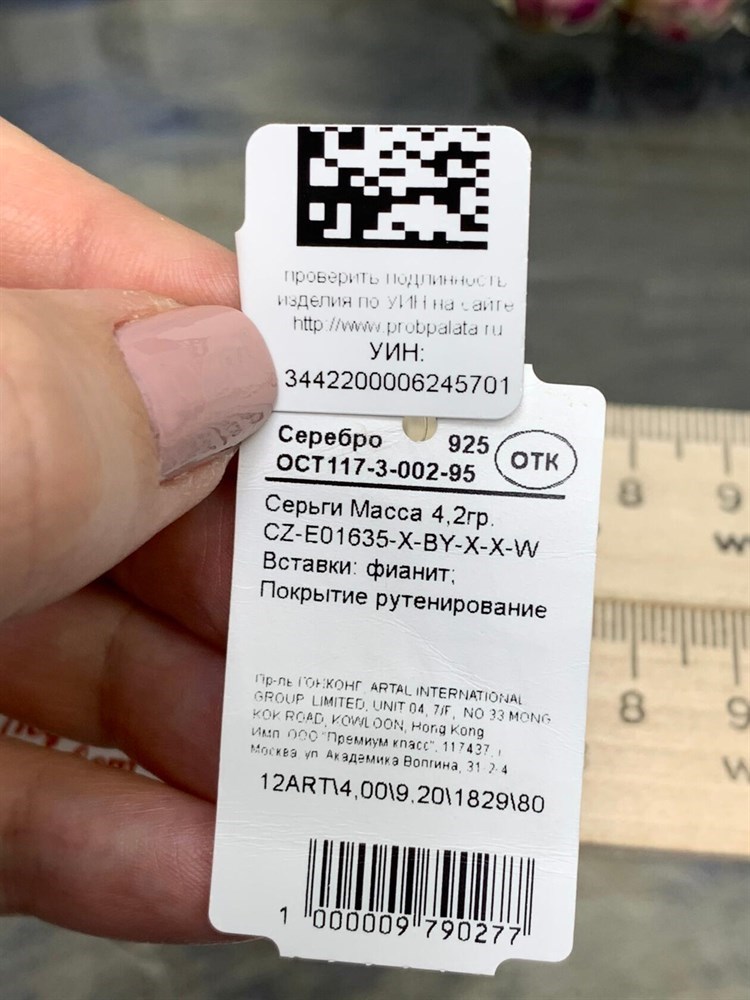 проверить подлинность
изделия по УИН на сайте
http://www.probpalata.ru
УИН:
3442200006245701
Серебро 925
ОСТ117-3-002-95
ОТК
Серьги Масса 4,2гр.
CZ-E01635-X-BY-X-X-W
Вставки: фианит;
Покрытие рутенирование
Пр-ль ГОНКОНГ, ARTAL INTERNATIONAL
GROUP LIMITED, UNIT 04, 7/F, NO 33 MONG
KOK ROAD, KOWLOON, Hong Kong
Имп. ООО "Премиум класс", 117437, г
Москва, ул. Академика Волгина, 31-2-4
12ART\4,00\9,20\1829\80
1 000009 790277
8 9
8 9